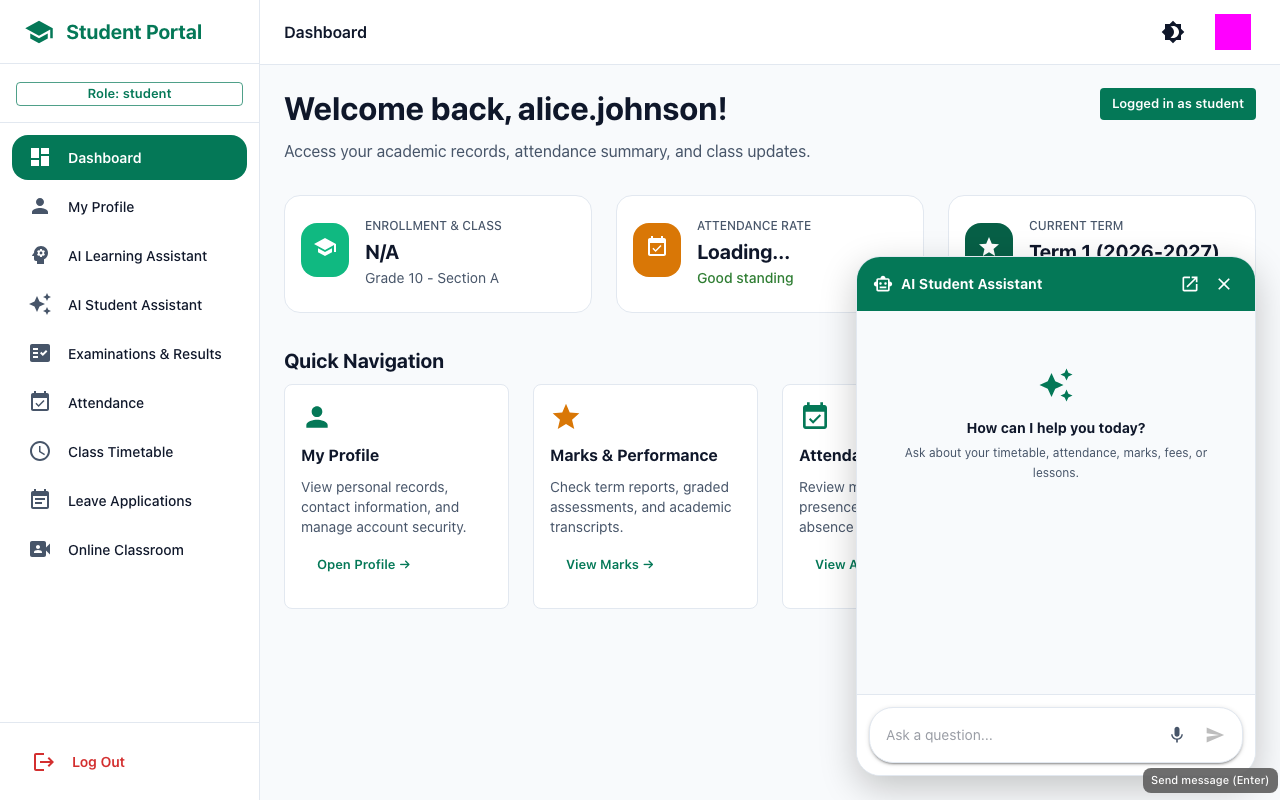 Student Portal
Role: student
Dashboard
My Profile
AI Learning Assistant
AI Student Assistant
Examinations & Results
Attendance
Class Timetable
Leave Applications
Online Classroom
Log Out
Dashboard
Welcome back, alice.johnson!
Logged in as student
Access your academic records, attendance summary, and class updates.
ENROLLMENT & CLASS
N/A
Grade 10 - Section A
ATTENDANCE RATE
Loading...
Good standing
CURRENT TERM
Term 1 (2026-2027)
Quick Navigation
My Profile
View personal records,
contact information, and
manage account security.
Open Profile →
Marks & Performance
Check term reports, graded
assessments, and academic
transcripts.
View Marks →
Review
presence
absence
View
AI Student Assistant
How can I help you today?
Ask about your timetable, attendance, marks, fees, or
lessons.
Ask a question...
Send message (Enter)